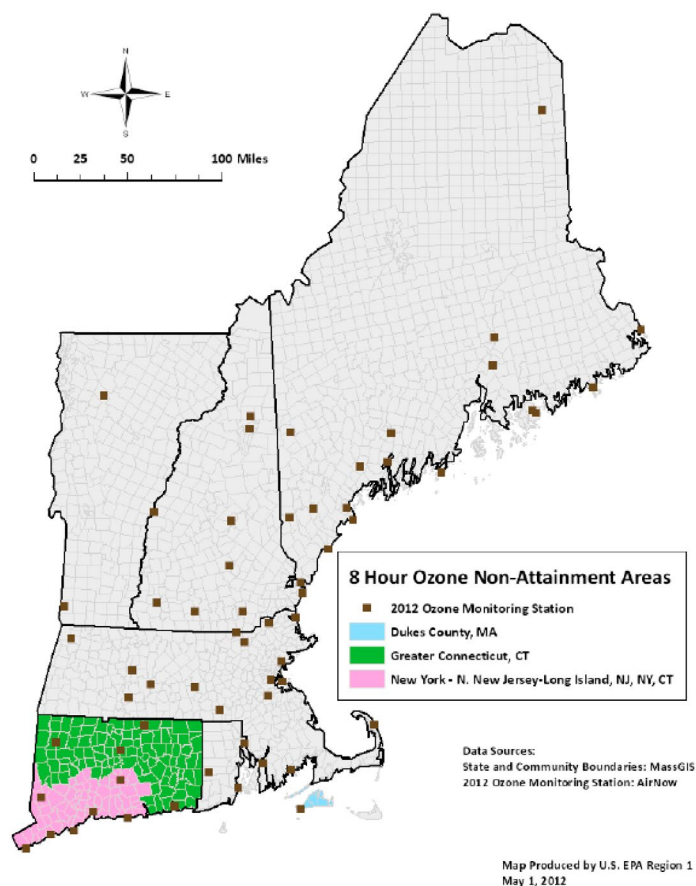 N
W E
S
0 25 50 100 Miles
8 Hour Ozone Non-Attainment Areas
2012 Ozone Monitoring Station
Dukes County, MA
Greater Connecticut, CT
New York - N. New Jersey-Long Island, NJ, NY, CT
Data Sources:
State and Community Boundaries: MassGIS
2012 Ozone Monitoring Station: AirNow
Map Produced by U.S. EPA Region 1
May 1, 2012